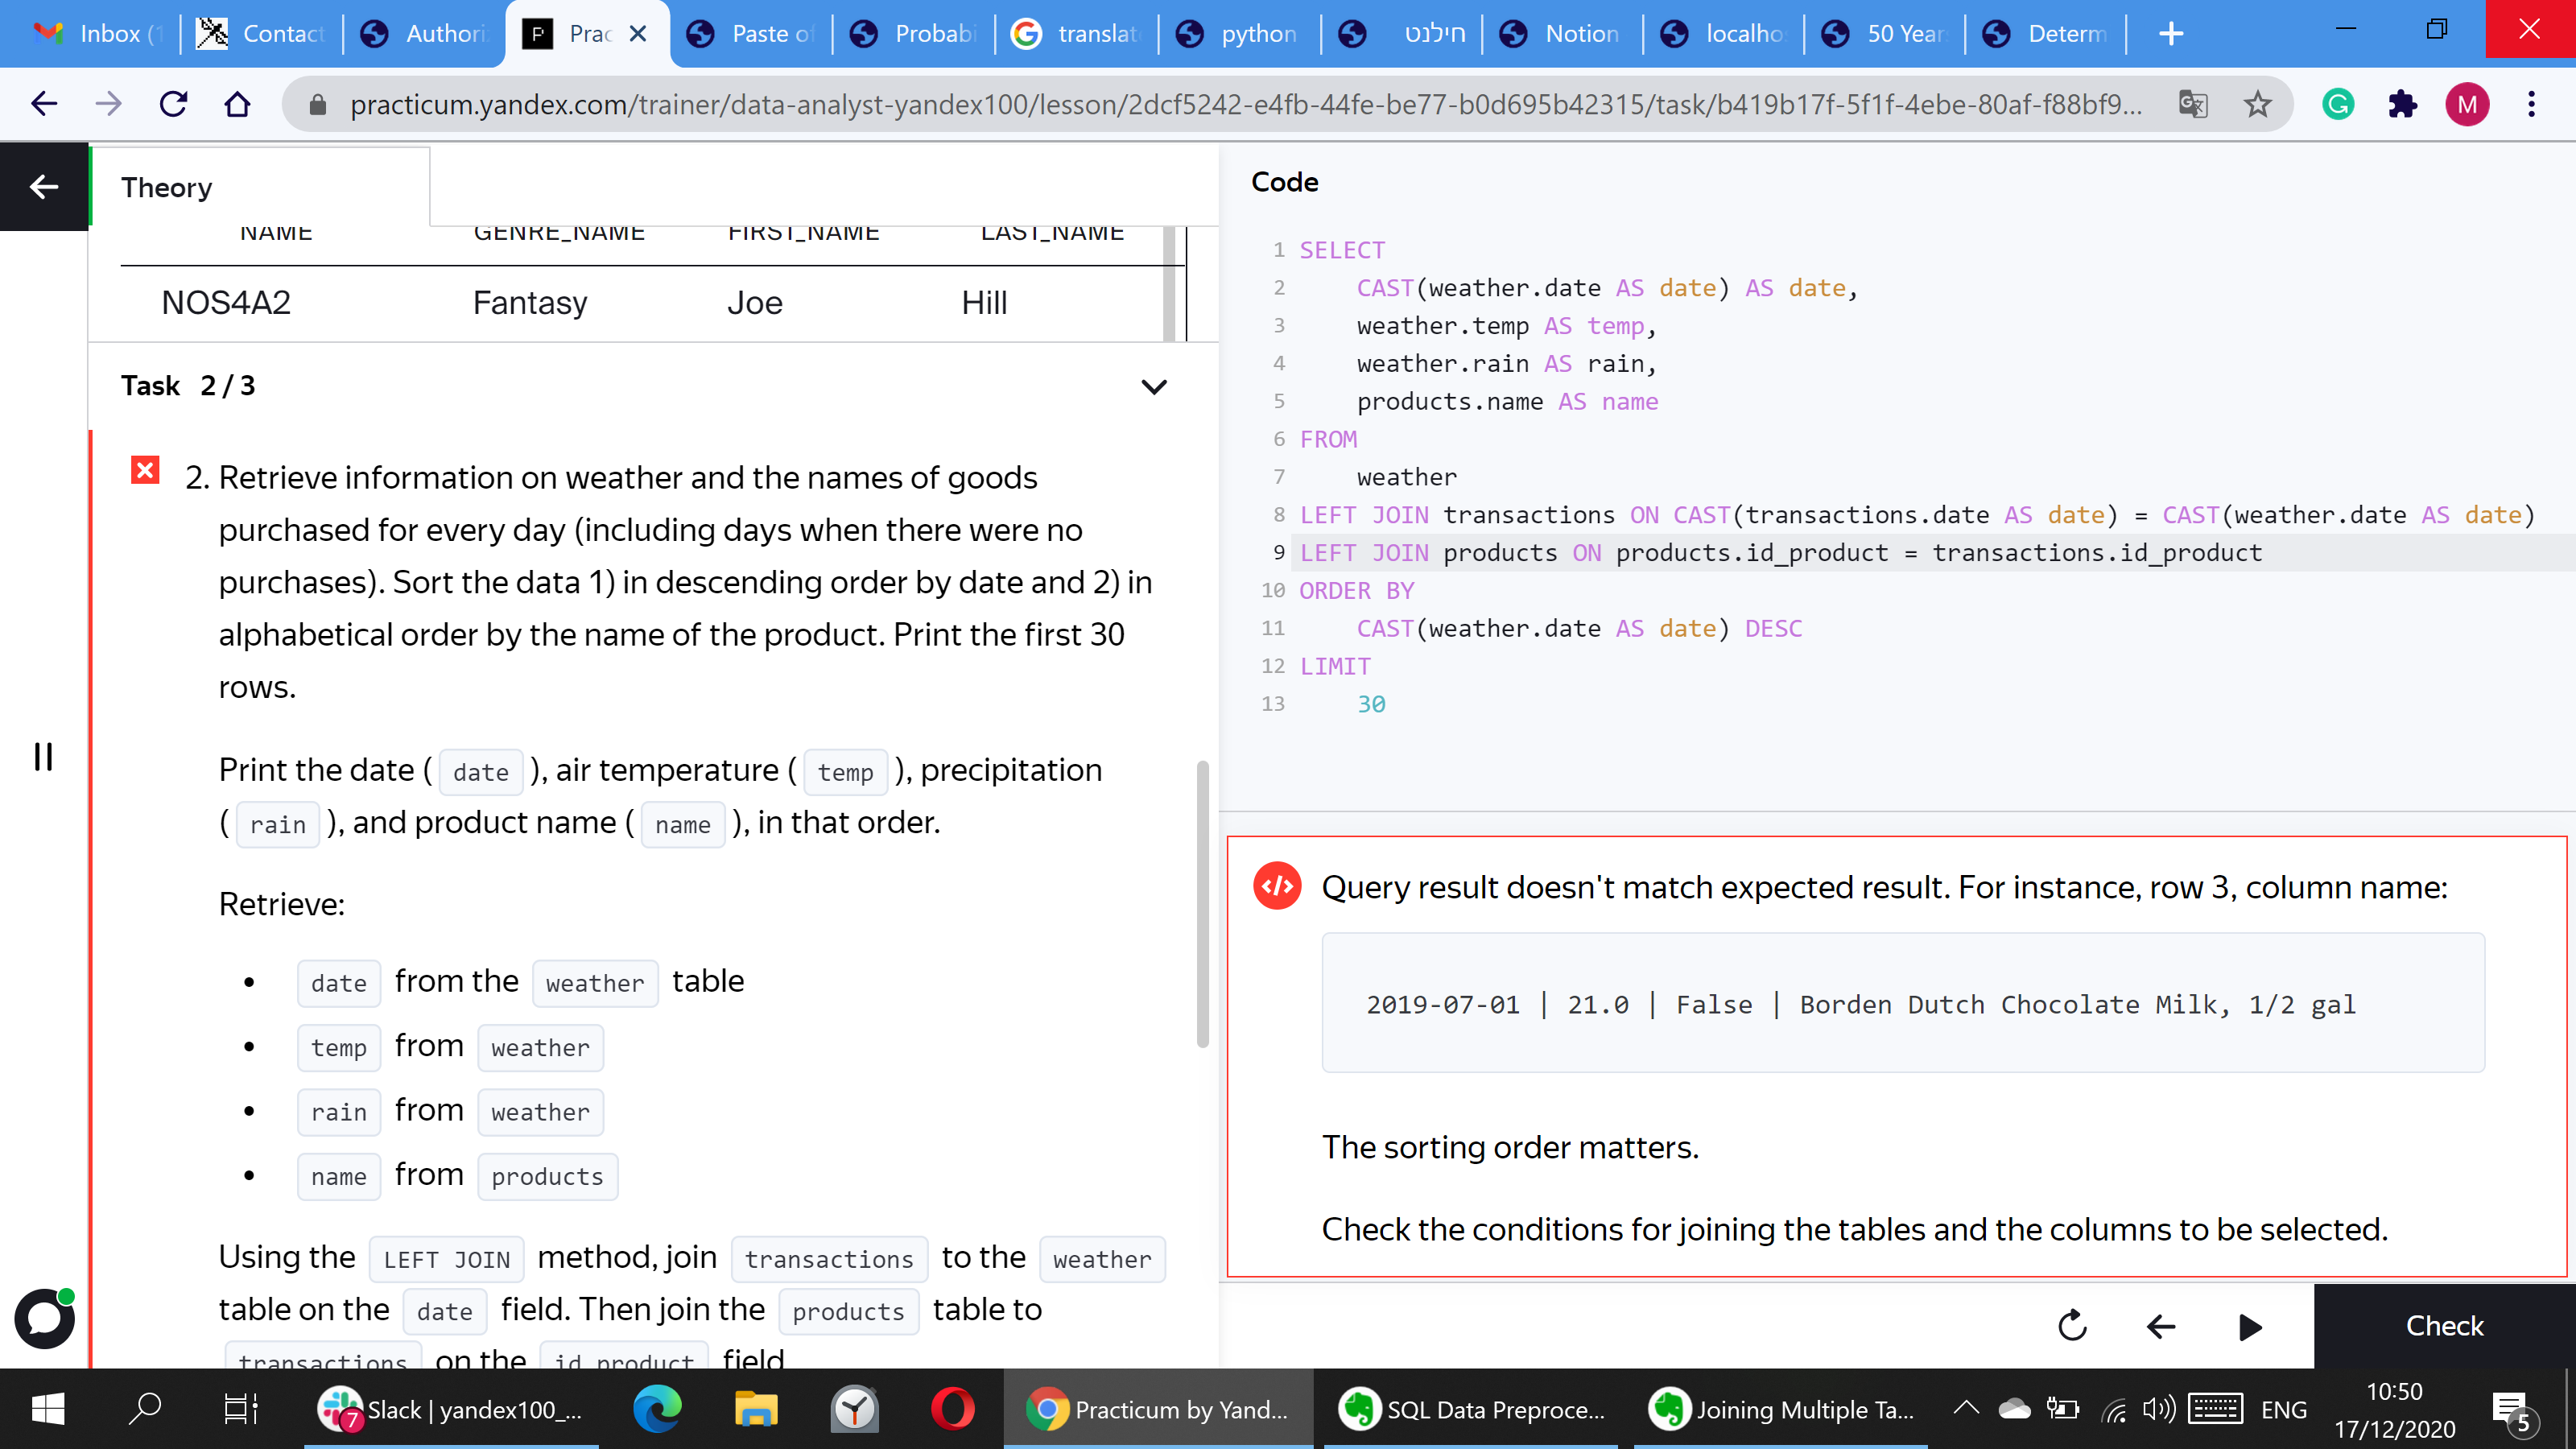 Inbox (1
Contact
Authori
Prac
Paste of
Probabi
translat
python
חילנט
Notion
localho
50 Year
Determ
practicum.yandex.com/trainer/data-analyst-yandex100/lesson/2dcf5242-e4fb-44fe-be77-b0d695b42315/task/b419b17f-5f1f-4ebe-80af-f88bf9...
M
Theory
NAME GENRE_NAME FIRST_NAME LAST_NAME
NOS4A2 Fantasy Joe Hill
Task 2 / 3
2. Retrieve information on weather and the names of goods
purchased for every day (including days when there were no
purchases). Sort the data 1) in descending order by date and 2) in
alphabetical order by the name of the product. Print the first 30
rows.
Print the date ( date ), air temperature ( temp ), precipitation
( rain ), and product name ( name ), in that order.
Retrieve:
• date from the weather table
• temp from weather
• rain from weather
• name from products
Using the LEFT JOIN method, join transactions to the weather
table on the date field. Then join the products table to
transactions on the id_product field
Code
1 SELECT
2 CAST(weather.date AS date) AS date,
3 weather.temp AS temp,
4 weather.rain AS rain,
5 products.name AS name
6 FROM
7 weather
8 LEFT JOIN transactions ON CAST(transactions.date AS date) = CAST(weather.date AS date)
9 LEFT JOIN products ON products.id_product = transactions.id_product
10 ORDER BY
11 CAST(weather.date AS date) DESC
12 LIMIT
13 30
Query result doesn't match expected result. For instance, row 3, column name:
2019-07-01 | 21.0 | False | Borden Dutch Chocolate Milk, 1/2 gal
The sorting order matters.
Check the conditions for joining the tables and the columns to be selected.
Check
7
Slack | yandex100_...
Practicum by Yand...
SQL Data Preproce...
Joining Multiple Ta...
ENG
10:50
17/12/2020
5